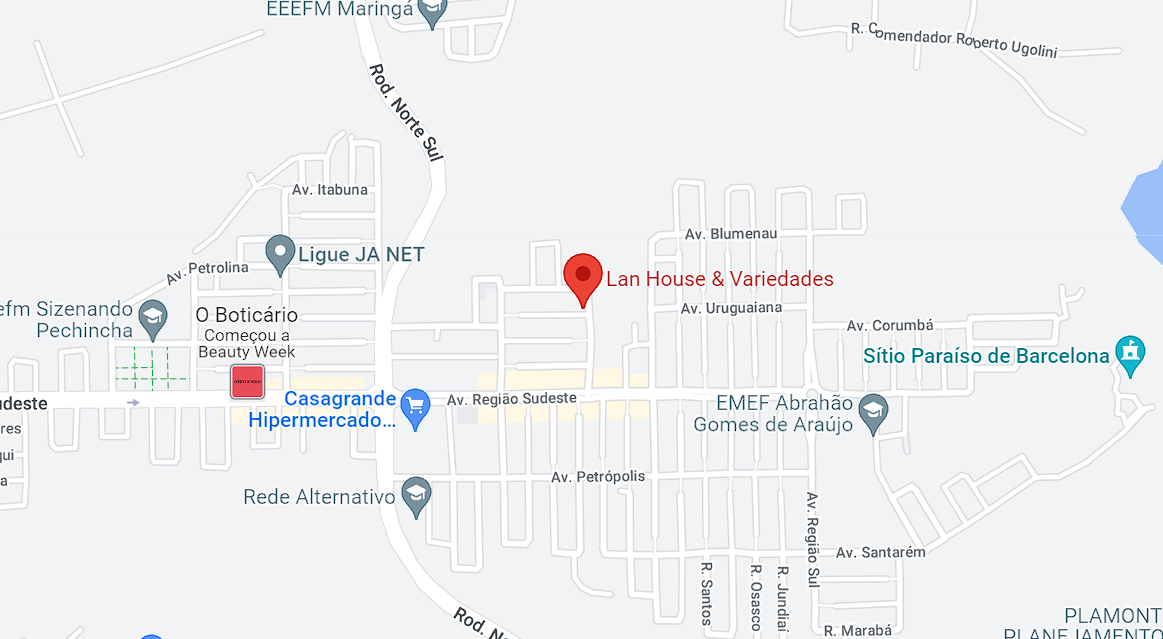 EEEFM Maringá
R. Comendador Roberto Ugolini
Rod. Norte Sul
Av. Itabuna
Av. Blumenau
Ligue JA NET
Av. Petrolina
Lan House & Variedades
efm Sizenando
Pechincha
O Boticário
Começou a
Beauty Week
Av. Uruguaiana
Av. Corumbá
Sítio Paraíso de Barcelona
udeste
Casagrande
Hipermercado...
Av. Região Sudeste
EMEF Abrahão
Gomes de Araújo
res
qui
a
Av. Petrópolis
Rede Alternativo
Av. Região Sul
Av. Santarém
R. Santos
R. Osasco
R. Jundiaí
Rod. No
R. Marabá
PLAMONT
PLANEJAMENTO